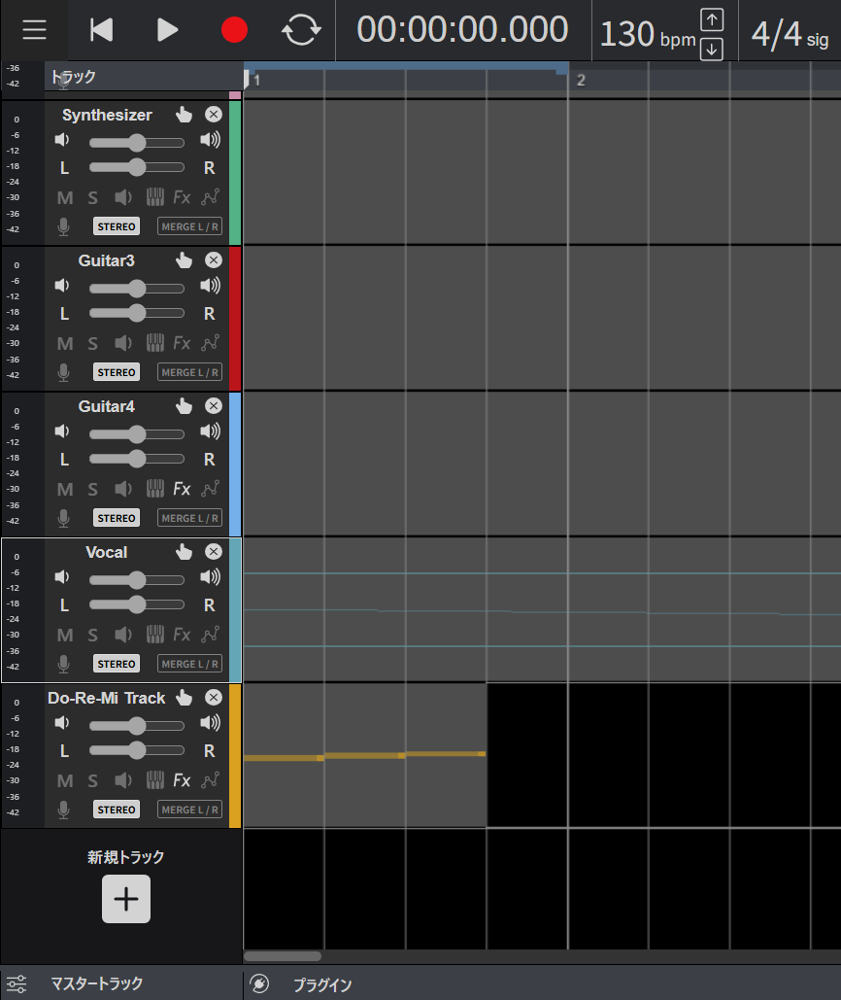 00:00:00.000 130 bpm 4/4 sig
-36
-42
トラック
1 2
Synthesizer
0
-6
-12
-18
-24
-30
-36
-42
L R
M S Fx
STEREO MERGE L / R
Guitar3
0
-6
-12
-18
-24
-30
-36
-42
L R
M S Fx
STEREO MERGE L / R
Guitar4
0
-6
-12
-18
-24
-30
-36
-42
L R
M S Fx
STEREO MERGE L / R
Vocal
0
-6
-12
-18
-24
-30
-36
-42
L R
M S Fx
STEREO MERGE L / R
Do-Re-Mi Track
0
-6
-12
-18
-24
-30
-36
-42
L R
M S Fx
STEREO MERGE L / R
新規トラック
マスタートラック
プラグイン